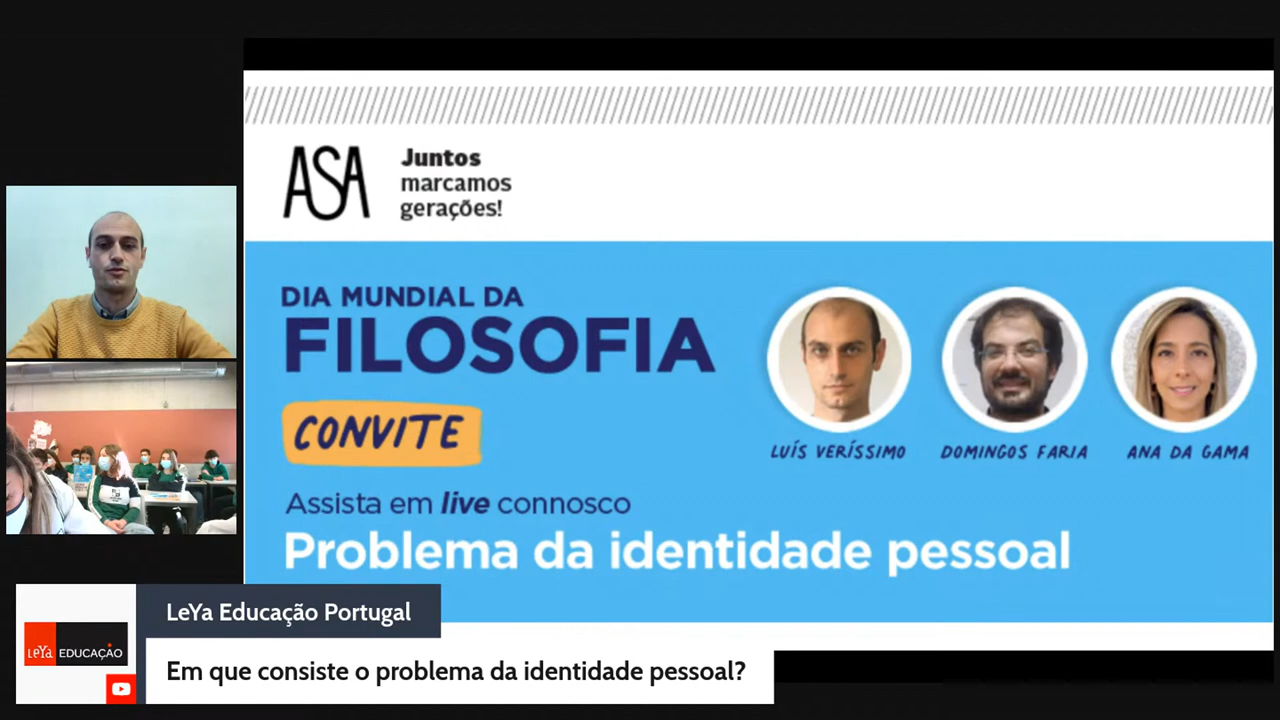 ASA
Juntos
marcamos
gerações!
DIA MUNDIAL DA
FILOSOFIA
CONVITE
LUÍS VERÍSSIMO
DOMINGOS FARIA
ANA DA GAMA
Assista em live connosco
Problema da identidade pessoal
LeYa Educação Portugal
LeYa EDUCAÇÃO
Em que consiste o problema da identidade pessoal?